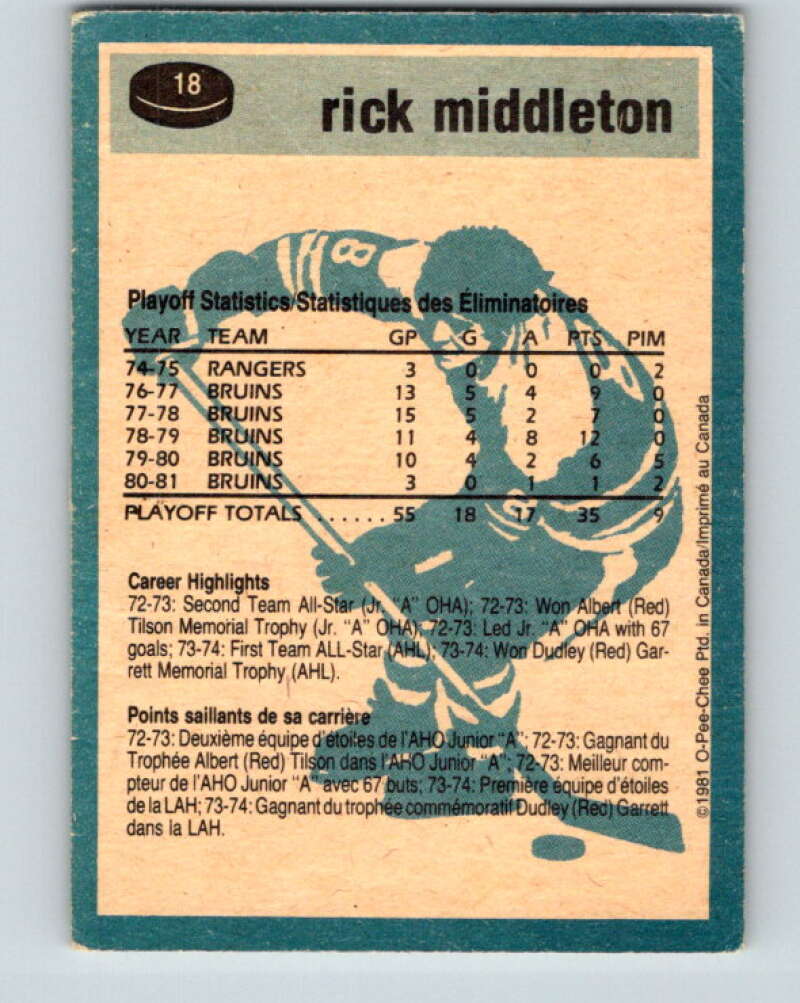 18
rick middleton
8
Playoff Statistics/Statistiques des Éliminatoires
YEAR TEAM GP G A PTS PIM
74-75 RANGERS 3 0 0 0 2
76-77 BRUINS 13 5 4 9 0
77-78 BRUINS 15 5 2 7 0
78-79 BRUINS 11 4 8 12 0
79-80 BRUINS 10 4 2 6 5
80-81 BRUINS 3 0 1 1 2
PLAYOFF TOTALS ...... 55 18 17 35 9
Career Highlights
72-73: Second Team All-Star (Jr. "A" OHA); 72-73: Won Albert (Red)
Tilson Memorial Trophy (Jr. "A" OHA); 72-73: Led Jr. "A" OHA with 67
goals; 73-74: First Team ALL-Star (AHL); 73-74: Won Dudley (Red) Gar-
rett Memorial Trophy (AHL).
Points saillants de sa carrière
72-73: Deuxième équipe d'étoiles de l'AHO Junior "A"; 72-73: Gagnant du
Trophée Albert (Red) Tilson dans l'AHO Junior "A"; 72-73: Meilleur com-
pteur de l'AHO Junior "A" avec 67 buts; 73-74: Première équipe d'étoiles
de la LAH; 73-74: Gagnant du trophée commémoratif Dudley (Red) Garrett
dans la LAH.
©1981 O-Pee-Chee Ptd. in Canada/Imprimé au Canada